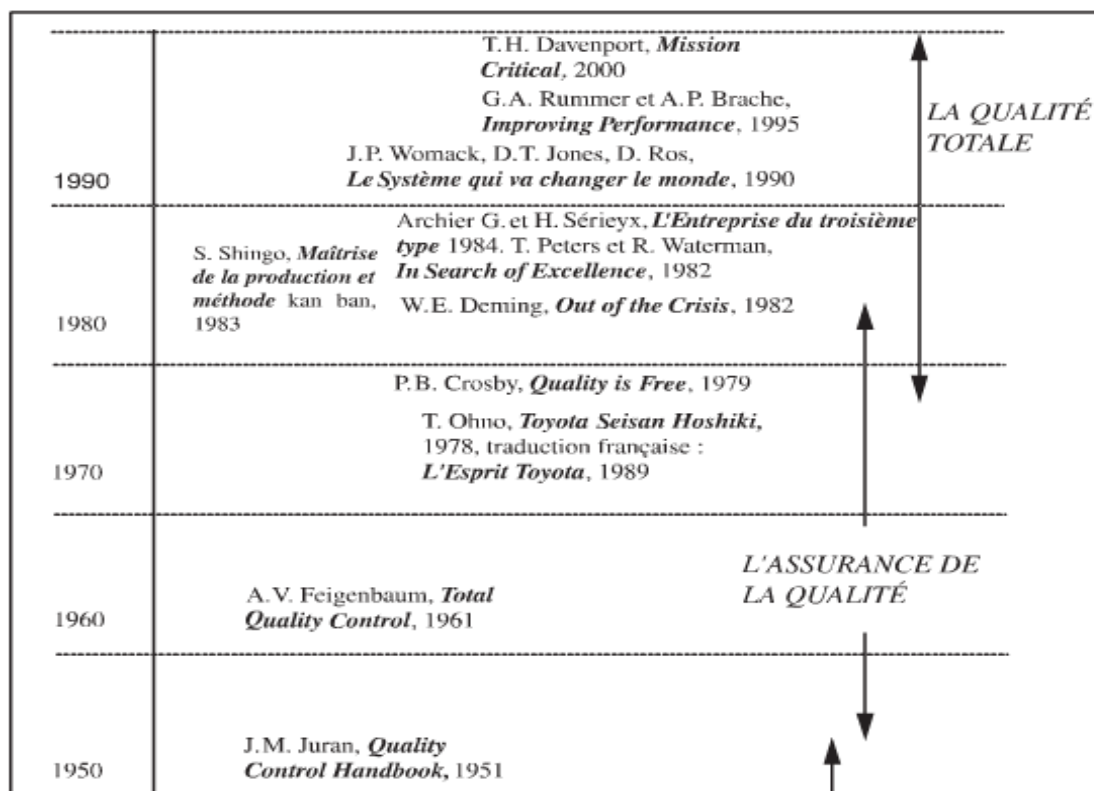 T.H. Davenport, Mission
Critical, 2000
G.A. Rummer et A.P. Brache,
Improving Performance, 1995
LA QUALITÉ
TOTALE
J.P. Womack, D.T. Jones, D. Ros,
Le Système qui va changer le monde, 1990
1990
Archier G. et H. Sérieyx, L'Entreprise du troisième
type 1984. T. Peters et R. Waterman,
In Search of Excellence, 1982
S. Shingo, Maîtrise
de la production et
méthode kan ban,
1983
W.E. Deming, Out of the Crisis, 1982
1980
P.B. Crosby, Quality is Free, 1979
T. Ohno, Toyota Seisan Hoshiki,
1978, traduction française :
L'Esprit Toyota, 1989
1970
L'ASSURANCE DE
LA QUALITÉ
A.V. Feigenbaum, Total
Quality Control, 1961
1960
J.M. Juran, Quality
Control Handbook, 1951
1950